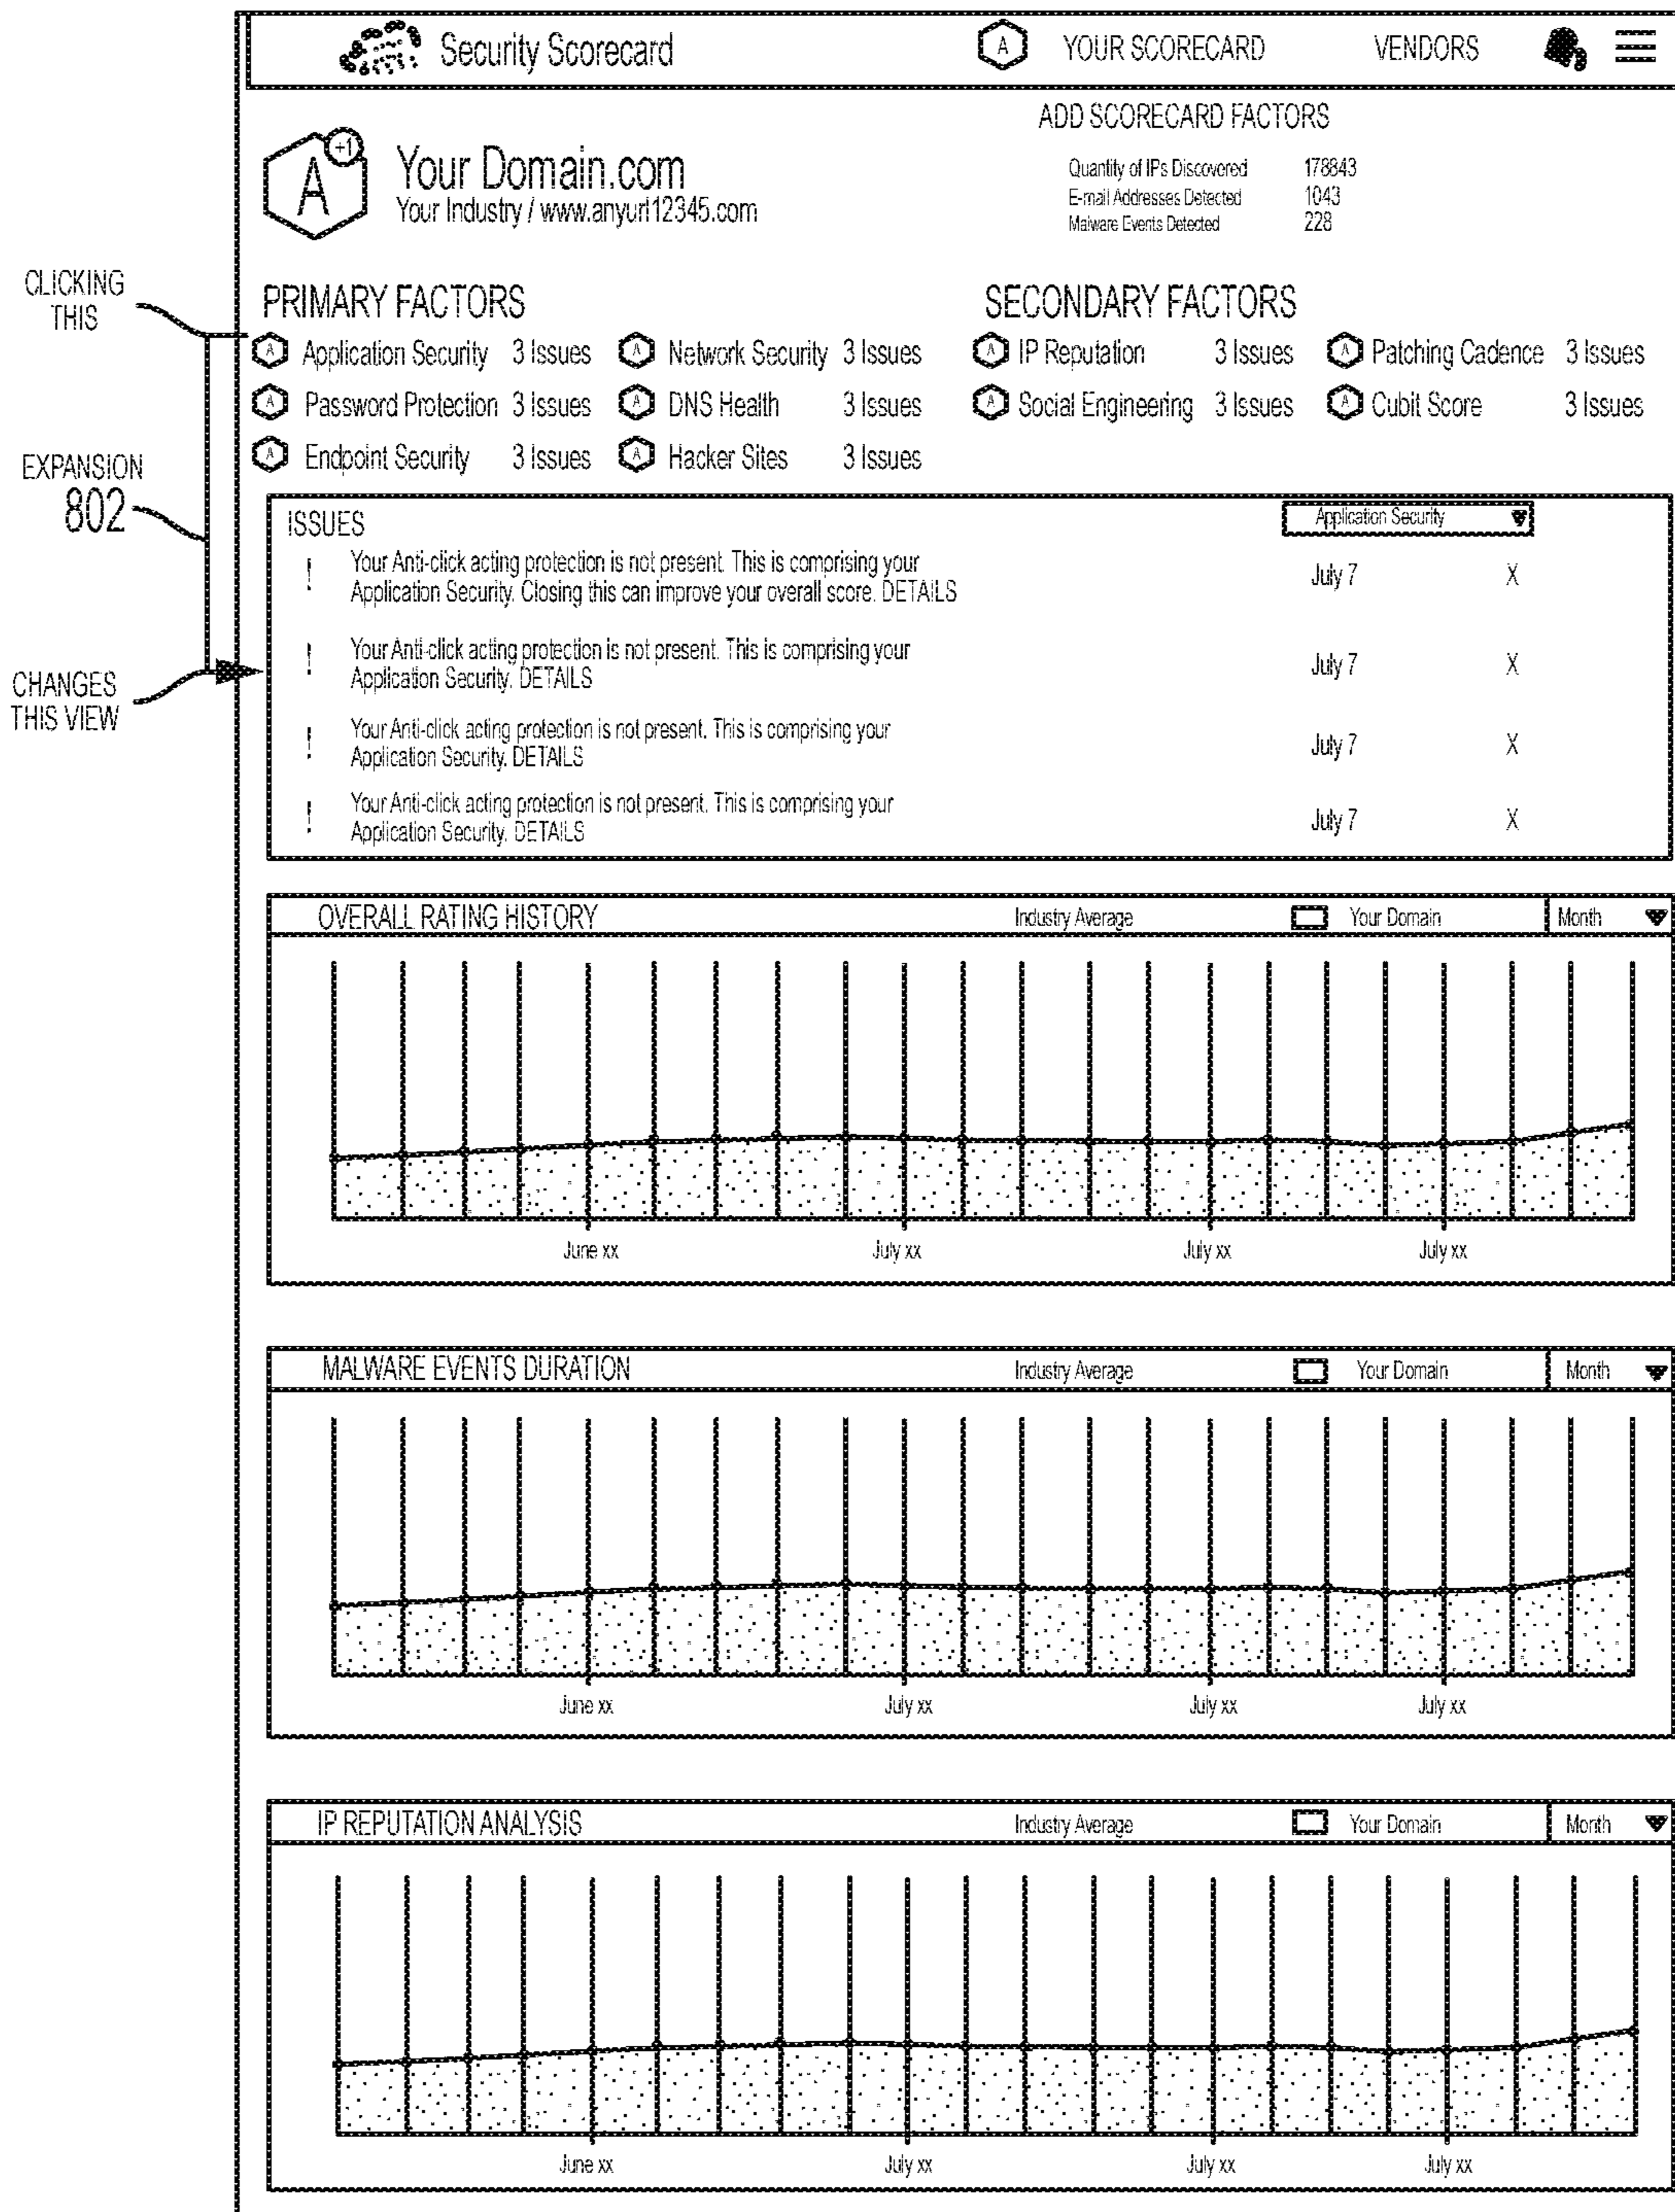 Security Scorecard
A YOUR SCORECARD VENDORS
ADD SCORECARD FACTORS
A +1
Your Domain.com
Your Industry / www.anyurl12345.com
Quantity of IPs Discovered 178843
E-mail Addresses Detected 1043
Malware Events Detected 228
CLICKING
THIS
EXPANSION
802
CHANGES
THIS VIEW
PRIMARY FACTORS
A Application Security 3 Issues A Network Security 3 Issues
A Password Protection 3 Issues A DNS Health 3 Issues
A Endpoint Security 3 Issues A Hacker Sites 3 Issues
SECONDARY FACTORS
A IP Reputation 3 Issues A Patching Cadence 3 Issues
A Social Engineering 3 Issues A Cubit Score 3 Issues
ISSUES Application Security
! Your Anti-click acting protection is not present. This is comprising your
Application Security. Closing this can improve your overall score. DETAILS
July 7 X
! Your Anti-click acting protection is not present. This is comprising your
Application Security. DETAILS
July 7 X
! Your Anti-click acting protection is not present. This is comprising your
Application Security. DETAILS
July 7 X
! Your Anti-click acting protection is not present. This is comprising your
Application Security. DETAILS
July 7 X
OVERALL RATING HISTORY Industry Average Your Domain Month
June xx July xx July xx July xx
MALWARE EVENTS DURATION Industry Average Your Domain Month
June xx July xx July xx July xx
IP REPUTATION ANALYSIS Industry Average Your Domain Month
June xx July xx July xx July xx